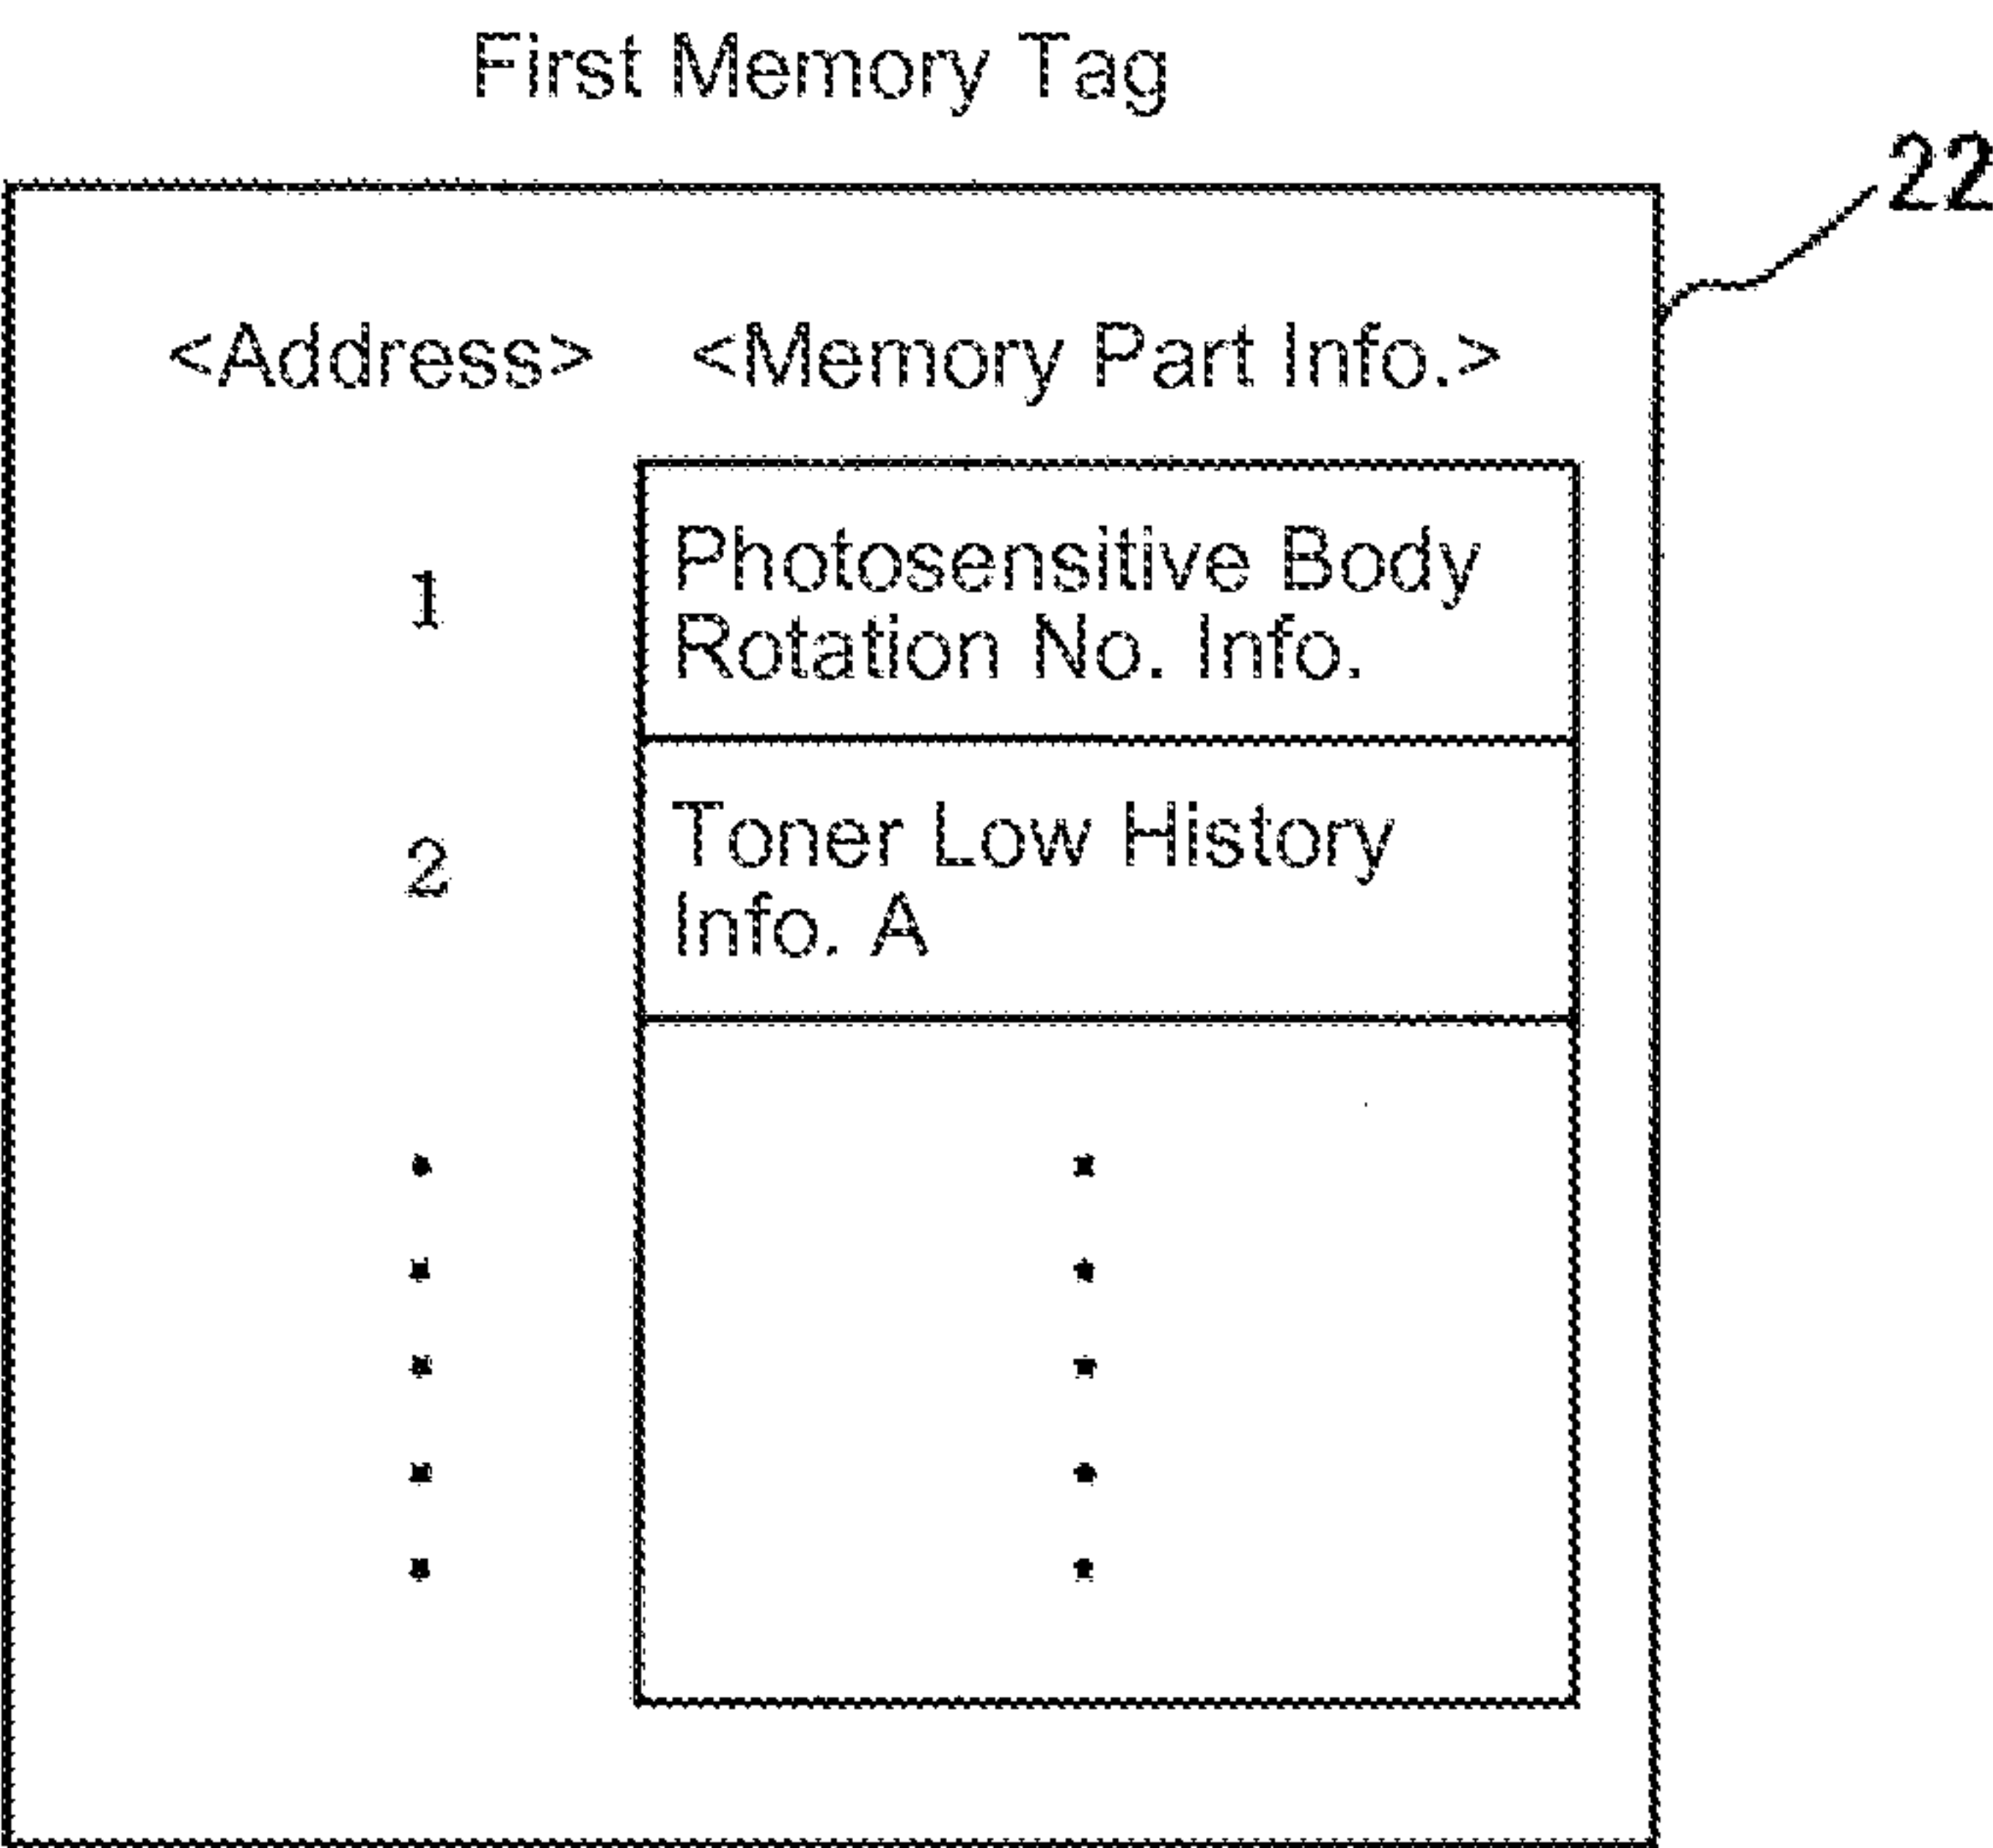 First Memory Tag
22
<Address> <Memory Part Info.>
1
Photosensitive Body
Rotation No. Info.
2
Toner Low History
Info. A